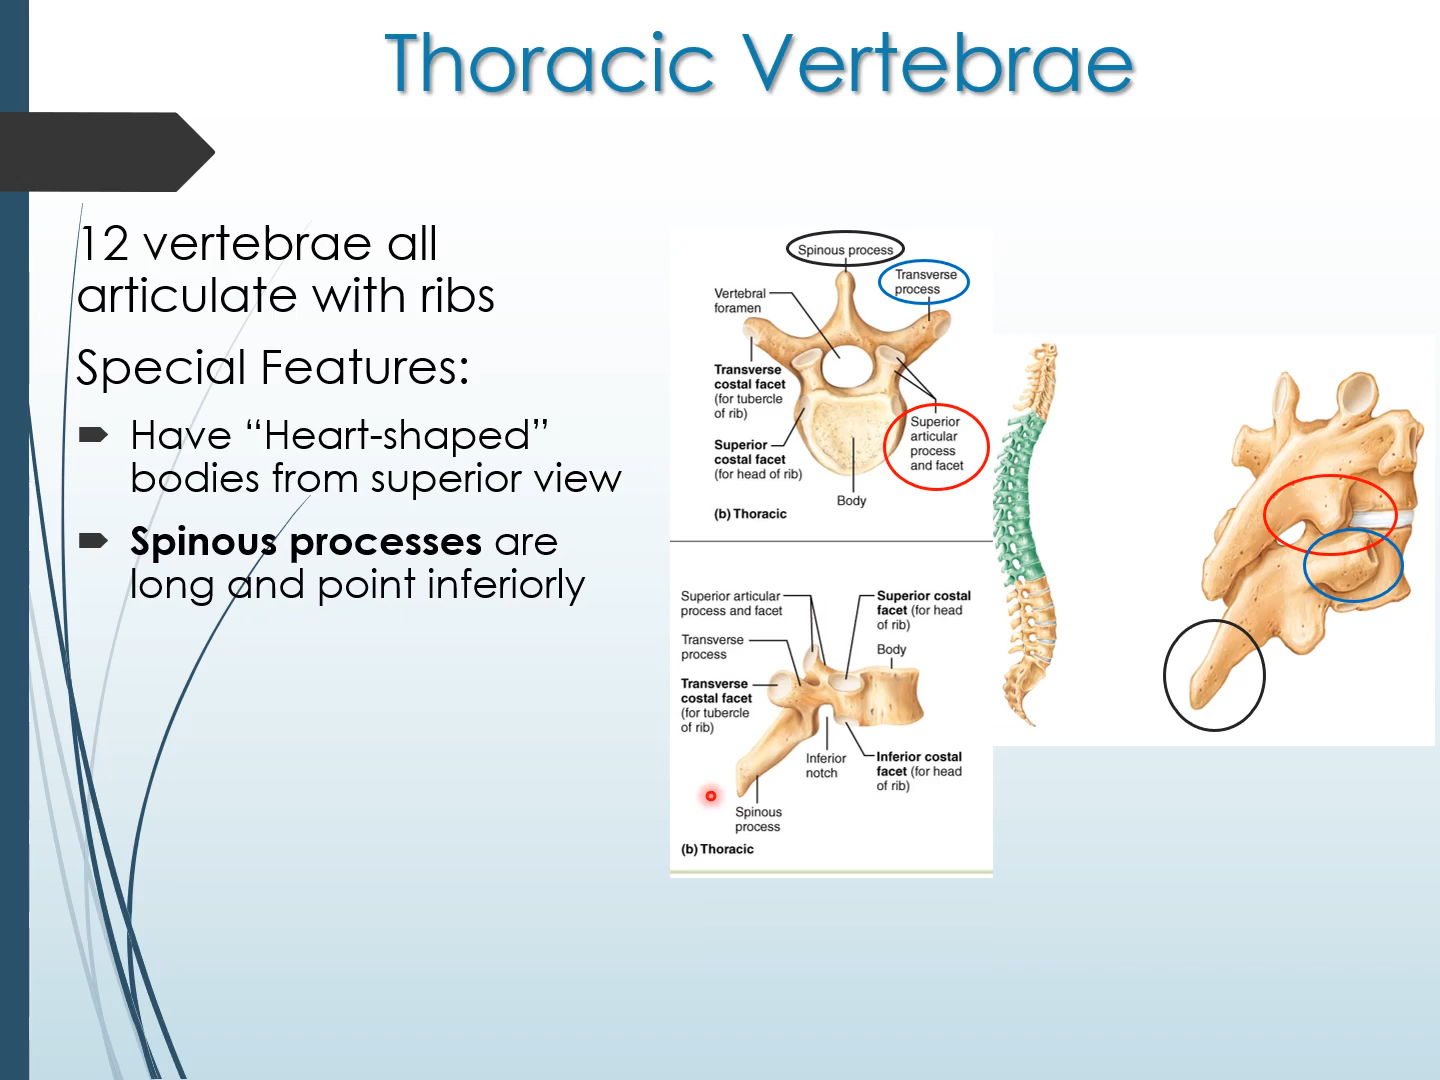 Thoracic Vertebrae
12 vertebrae all
articulate with ribs
Special Features:
Have “Heart-shaped”
bodies from superior view
Spinous processes are
long and point inferiorly
Spinous process
Transverse
process
Vertebral
foramen
Transverse
costal facet
(for tubercle
of rib)
Superior
costal facet
(for head of rib)
Superior
articular
process
and facet
Body
(b) Thoracic
Superior articular
process and facet
Transverse
process
Transverse
costal facet
(for tubercle
of rib)
Superior costal
facet (for head
of rib)
Body
Inferior
notch
Inferior costal
facet (for head
of rib)
Spinous
process
(b) Thoracic